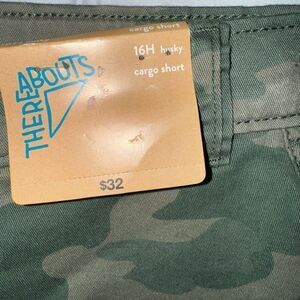 cargo short
THEREABOUTS
16H husky
cargo short
$32